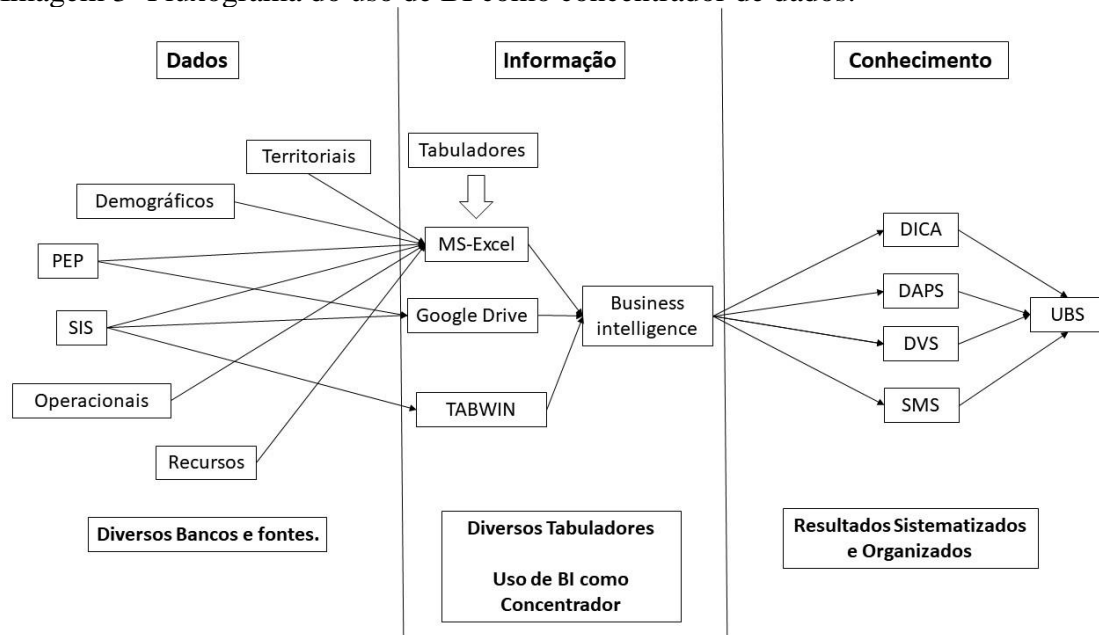 Imagem 3- Fluxograma do uso de BI como concentrador de dados.
Dados
Informação
Conhecimento
Territoriais
Demográficos
PEP
SIS
Operacionais
Recursos
Diversos Bancos e fontes.
Tabuladores
MS-Excel
Google Drive
TABWIN
Business
intelligence
Diversos Tabuladores
Uso de BI como
Concentrador
DICA
DAPS
DVS
SMS
UBS
Resultados Sistematizados
e Organizados